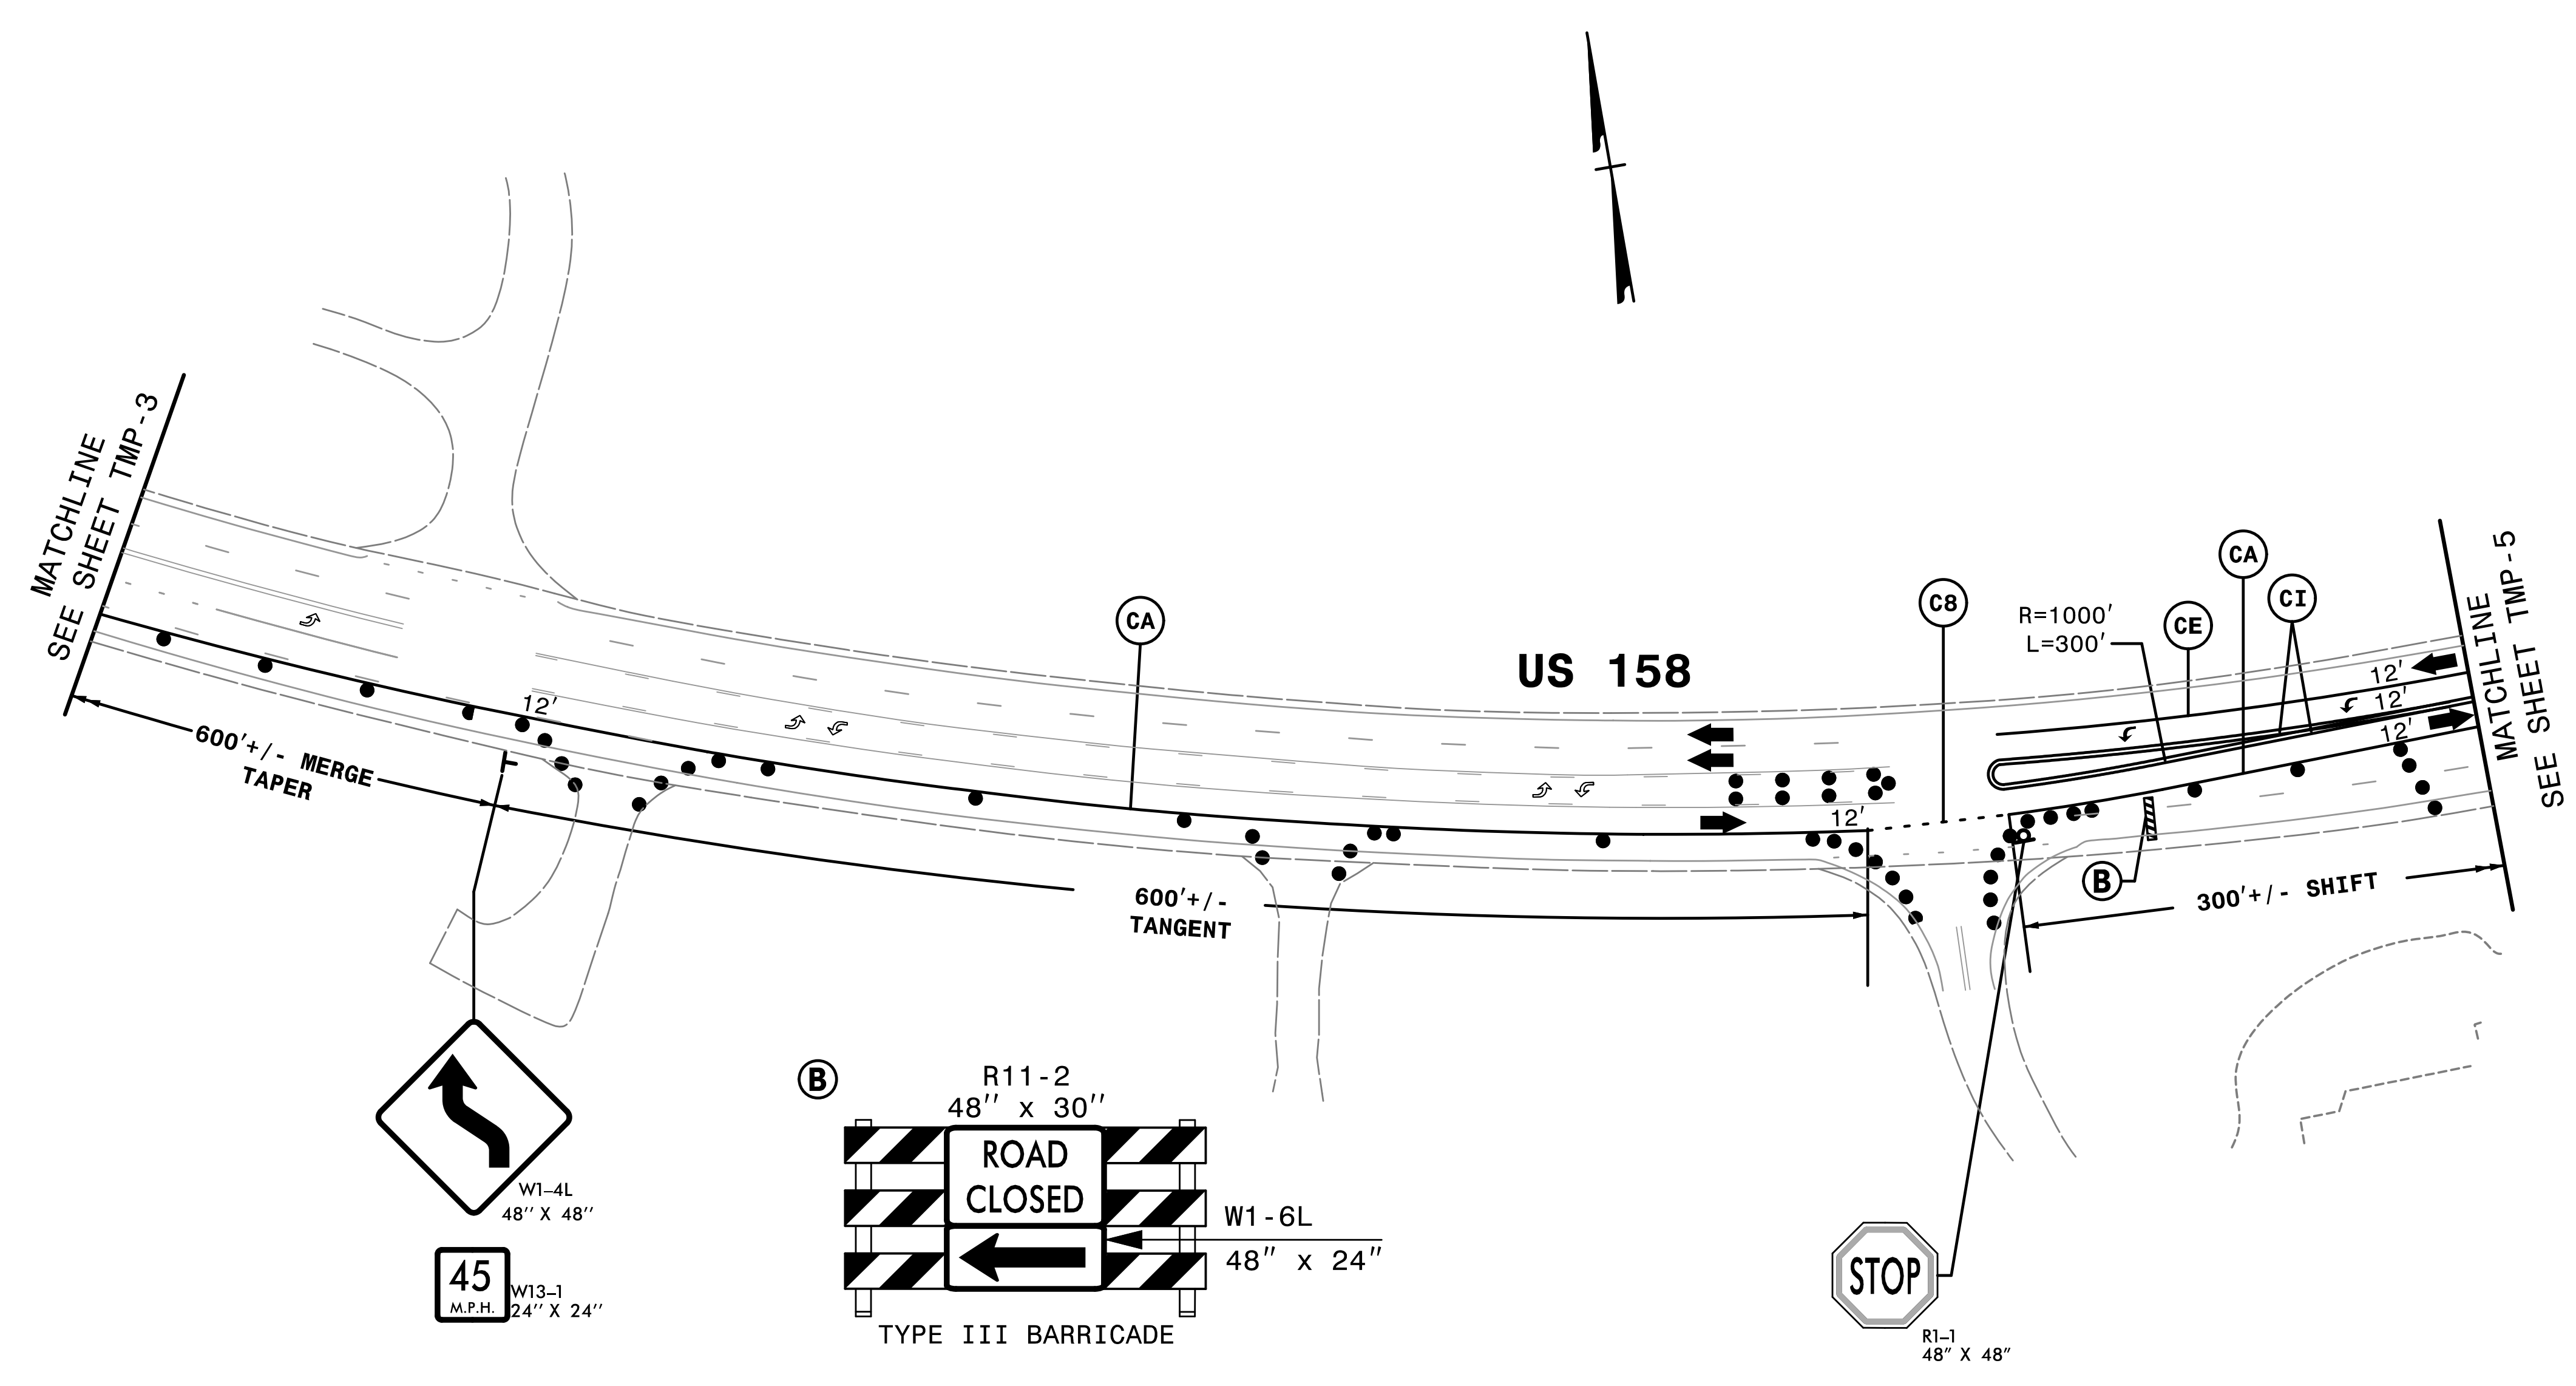 MATCHLINE
SEE SHEET TMP-3
600'+/- MERGE
TAPER
12'
CA
US 158
12'
C8
R=1000'
L=300'
CE
CA
CI
12'
12'
12'
MATCHLINE
SEE SHEET TMP-5
600'+/-
TANGENT
B
300'+/- SHIFT
W1-4L
48'' X 48''
45
M.P.H.
W13-1
24'' X 24''
B
R11-2
48'' x 30''
ROAD
CLOSED
W1-6L
48'' x 24''
TYPE III BARRICADE
STOP
R1-1
48" X 48"